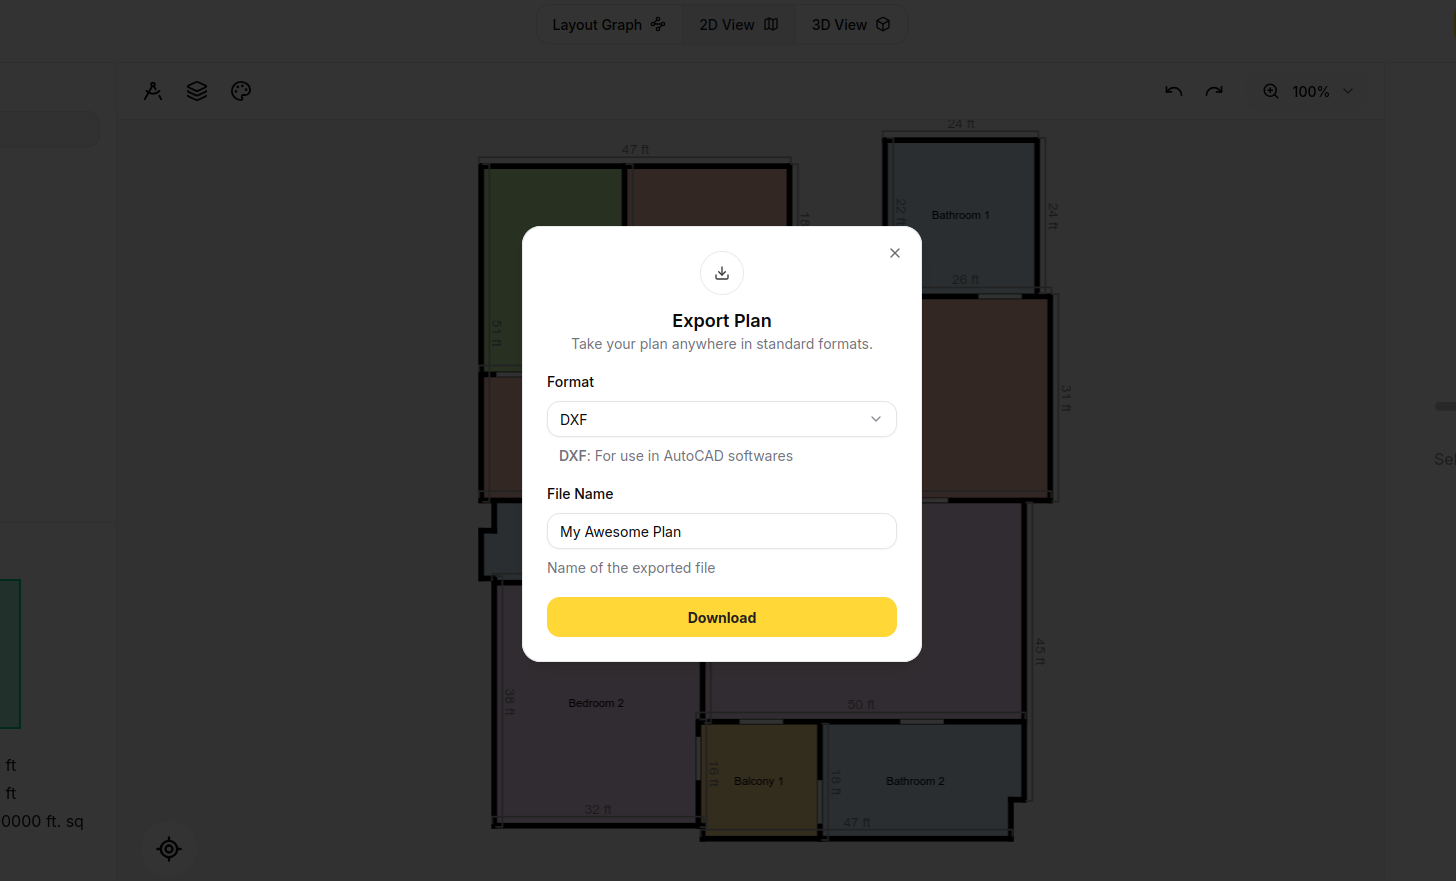 Layout Graph
2D View
3D View
100%
24 ft
47 ft
22 ft
24 ft
Bathroom 1
26 ft
51 ft
31 ft
Export Plan
Take your plan anywhere in standard formats.
Format
DXF
DXF: For use in AutoCAD softwares
File Name
My Awesome Plan
Name of the exported file
Download
45 ft
38 ft
Bedroom 2
50 ft
16 ft
Balcony 1
18 ft
Bathroom 2
32 ft
47 ft
ft
ft
0000 ft. sq